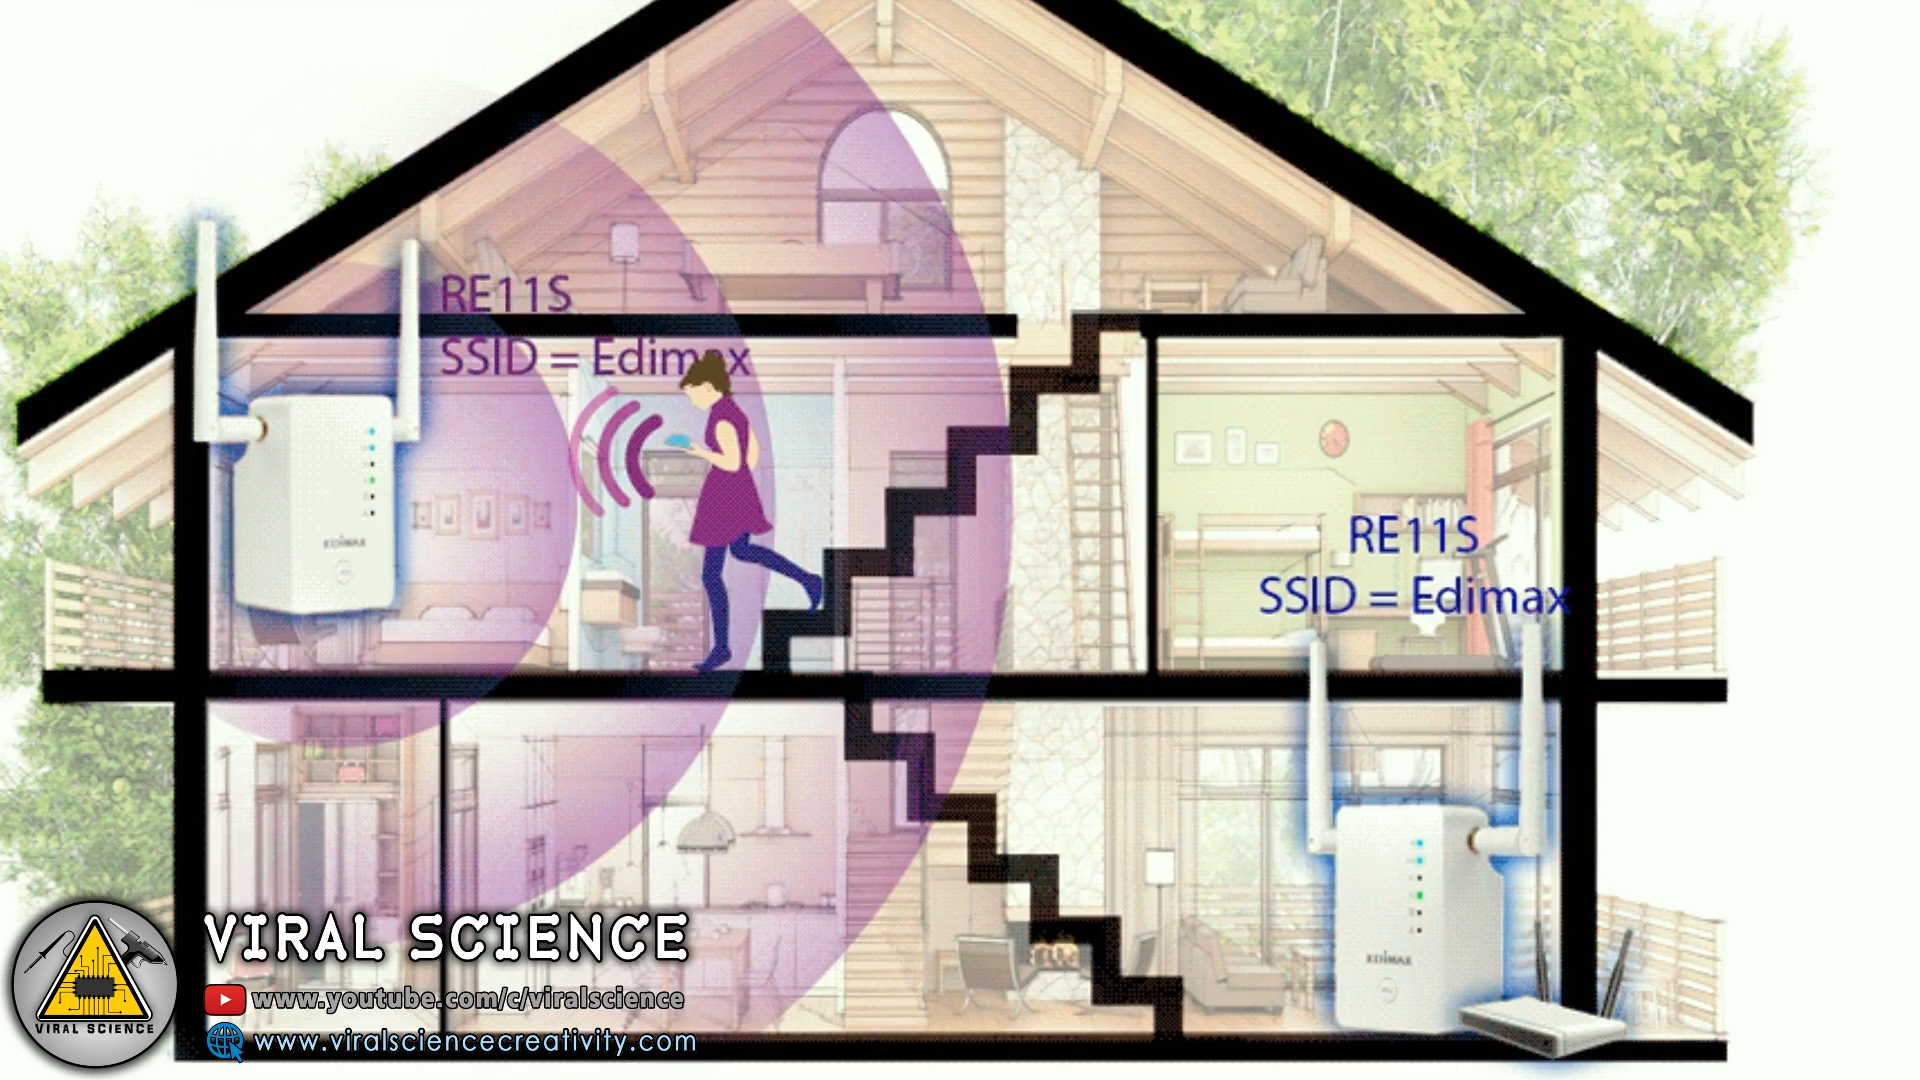 RE11S
SSID = Edimax
EDIMAX
RE11S
SSID = Edimax
EDIMAX
VIRAL SCIENCE
www.youtube.com/c/viralscience
www.viralsciencecreativity.com
VIRAL SCIENCE